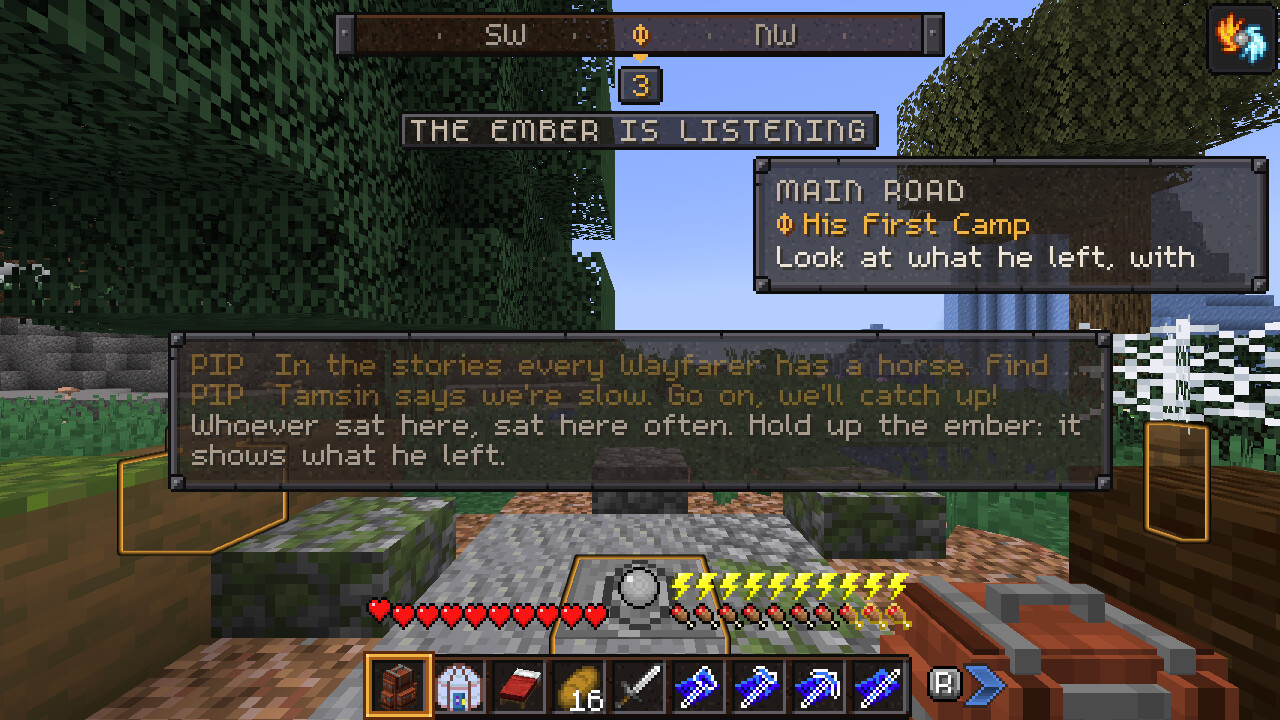 SW NW
3
THE EMBER IS LISTENING
MAIN ROAD
His First Camp
Look at what he left, with
PIP In the stories every Wayfarer has a horse. Find
PIP Tamsin says we're slow. Go on, we'll catch up!
Whoever sat here, sat here often. Hold up the ember: it
shows what he left.
16
R